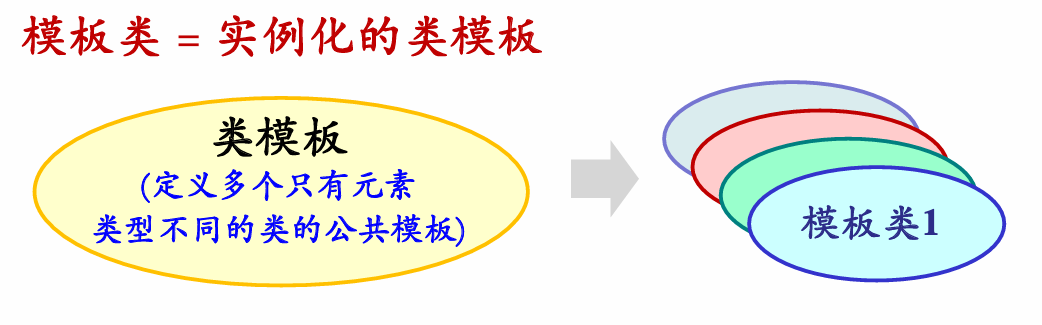 模板类 = 实例化的类模板
类模板
(定义多个只有元素
类型不同的类的公共模板)
模板类1